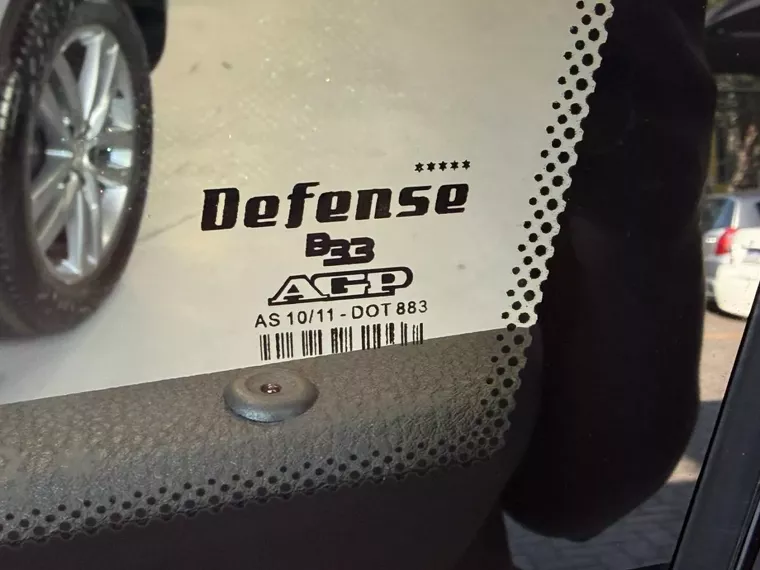 *****
Defense
B33
AGP
AS 10/11 - DOT 883